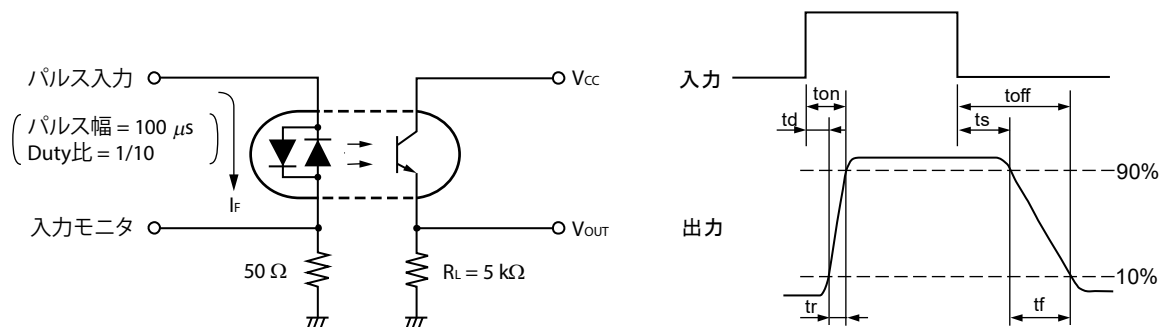 パルス入力
パルス幅 = 100 μs
Duty比 = 1/10
IF
入力モニタ
50 Ω
RL = 5 kΩ
VCC
VOUT
入力
ton
toff
td
ts
90%
出力
10%
tr
tf